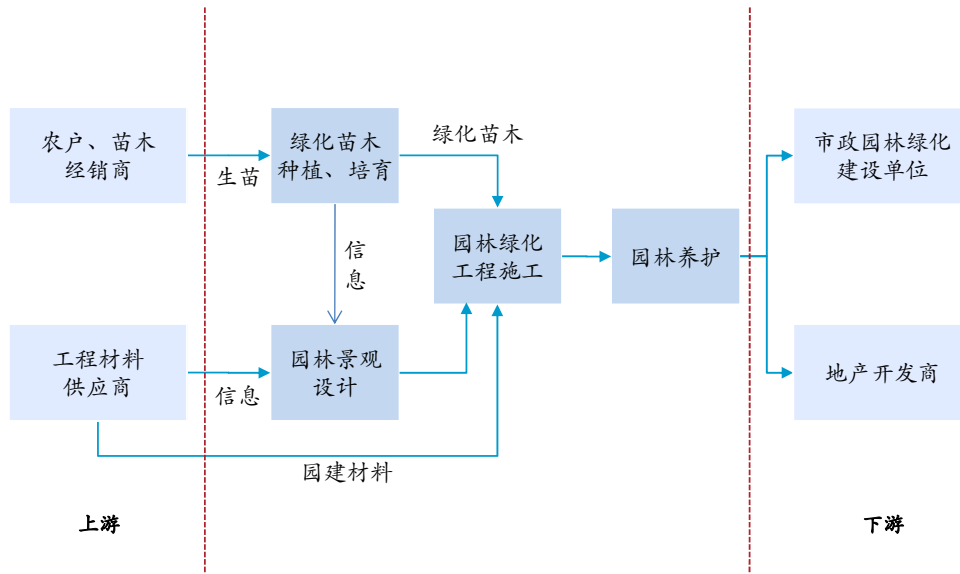 农户、苗木
经销商
生苗
绿化苗木
种植、培育
绿化苗木
市政园林绿化
建设单位
信
息
园林绿化
工程施工
园林养护
工程材料
供应商
信息
园林景观
设计
地产开发商
园建材料
上游
下游